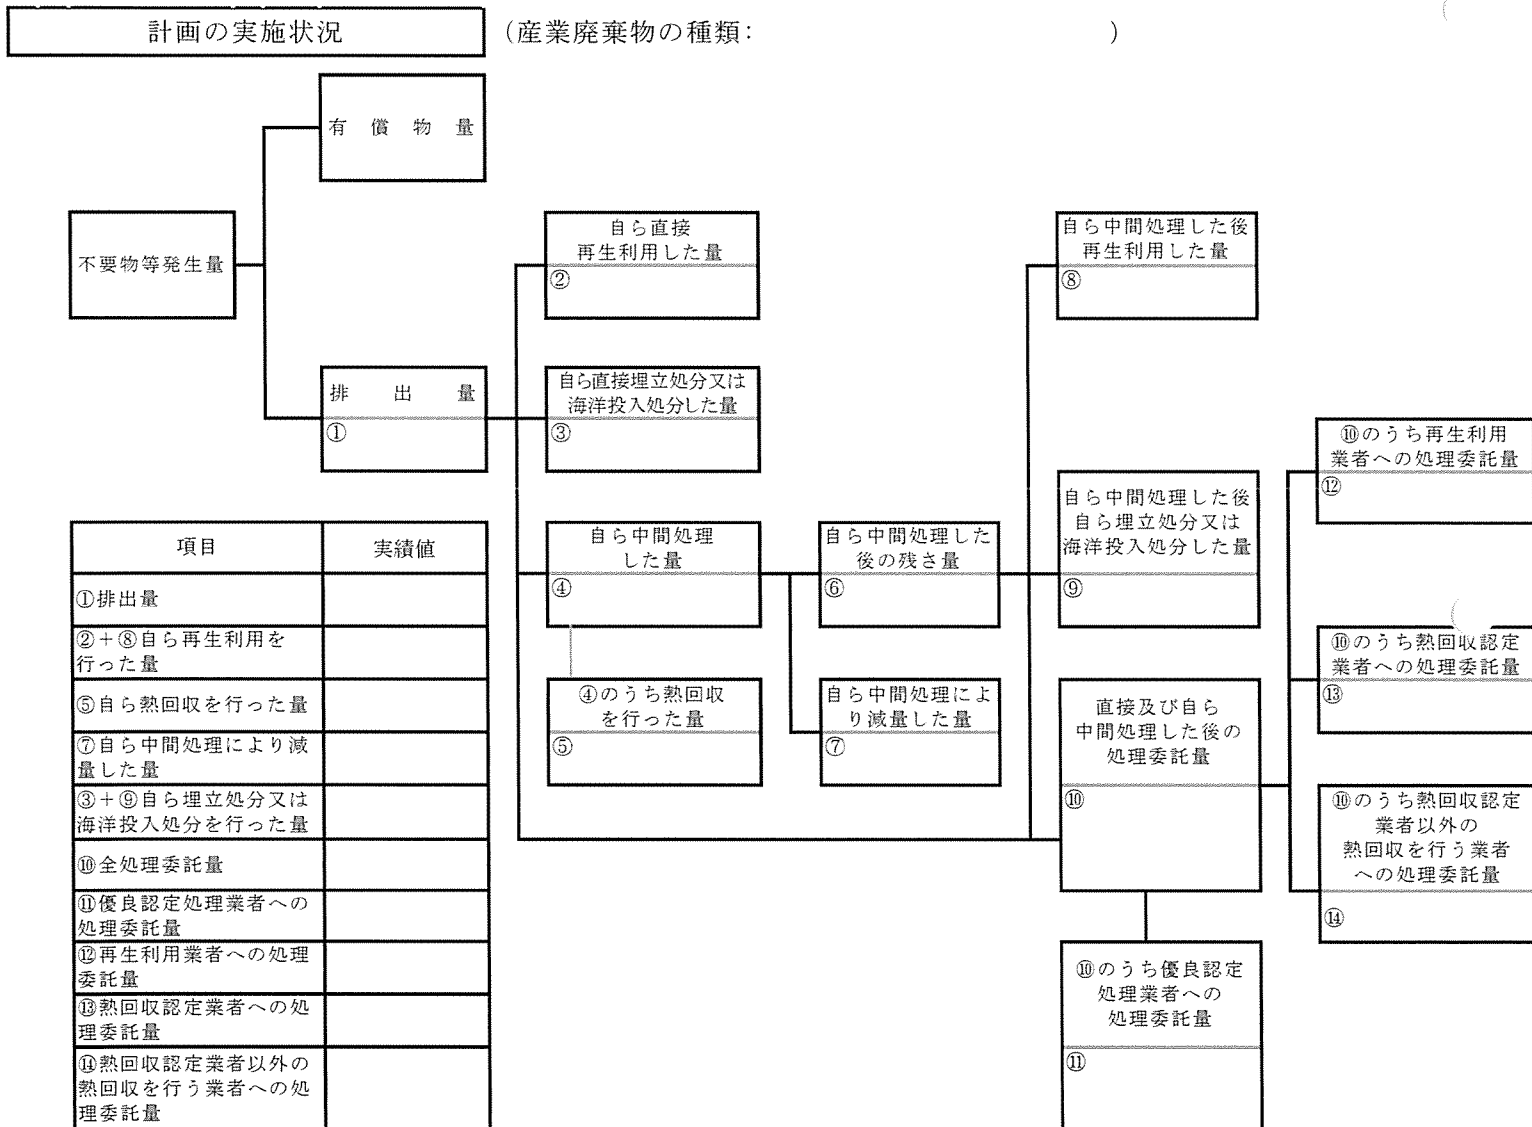 計画の実施状況
(産業廃棄物の種類: )
有償物量
不要物等発生量
排出量
①
自ら直接
再生利用した量
②
自ら直接埋立処分又は
海洋投入処分した量
③
自ら中間処理
した量
④
④のうち熱回収
を行った量
⑤
自ら中間処理した
後の残さ量
⑥
自ら中間処理によ
り減量した量
⑦
自ら中間処理した後
再生利用した量
⑧
自ら中間処理した後
自ら埋立処分又は
海洋投入処分した量
⑨
直接及び自ら
中間処理した後の
処理委託量
⑩
⑩のうち優良認定
処理業者への
処理委託量
⑪
⑩のうち再生利用
業者への処理委託量
⑫
⑩のうち熱回収認定
業者への処理委託量
⑬
⑩のうち熱回収認定
業者以外の
熱回収を行う業者
への処理委託量
⑭
項目 実績値
①排出量
②+⑧自ら再生利用を
行った量
⑤自ら熱回収を行った量
⑦自ら中間処理により減
量した量
③+⑨自ら埋立処分又は
海洋投入処分を行った量
⑩全処理委託量
⑪優良認定処理業者への
処理委託量
⑫再生利用業者への処理
委託量
⑬熱回収認定業者への処
理委託量
⑭熱回収認定業者以外の
熱回収を行う業者への処
理委託量